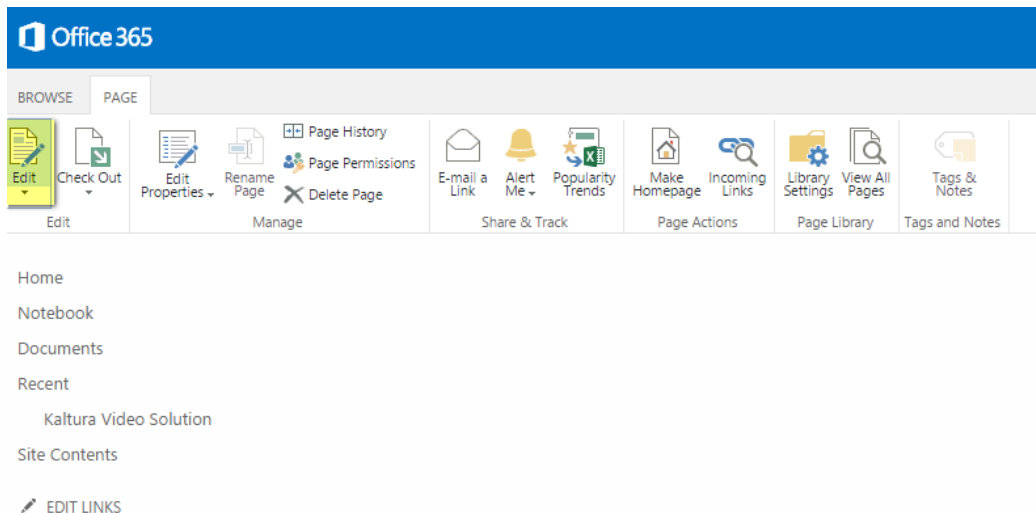 Office 365
BROWSE PAGE
Edit
Check Out
Edit
Properties
Rename
Page
Page History
Page Permissions
Delete Page
E-mail a
Link
Alert
Me
Popularity
Trends
Make
Homepage
Incoming
Links
Library
Settings
View All
Pages
Tags &
Notes
Edit
Manage
Share & Track
Page Actions
Page Library
Tags and Notes
Home
Notebook
Documents
Recent
Kaltura Video Solution
Site Contents
EDIT LINKS